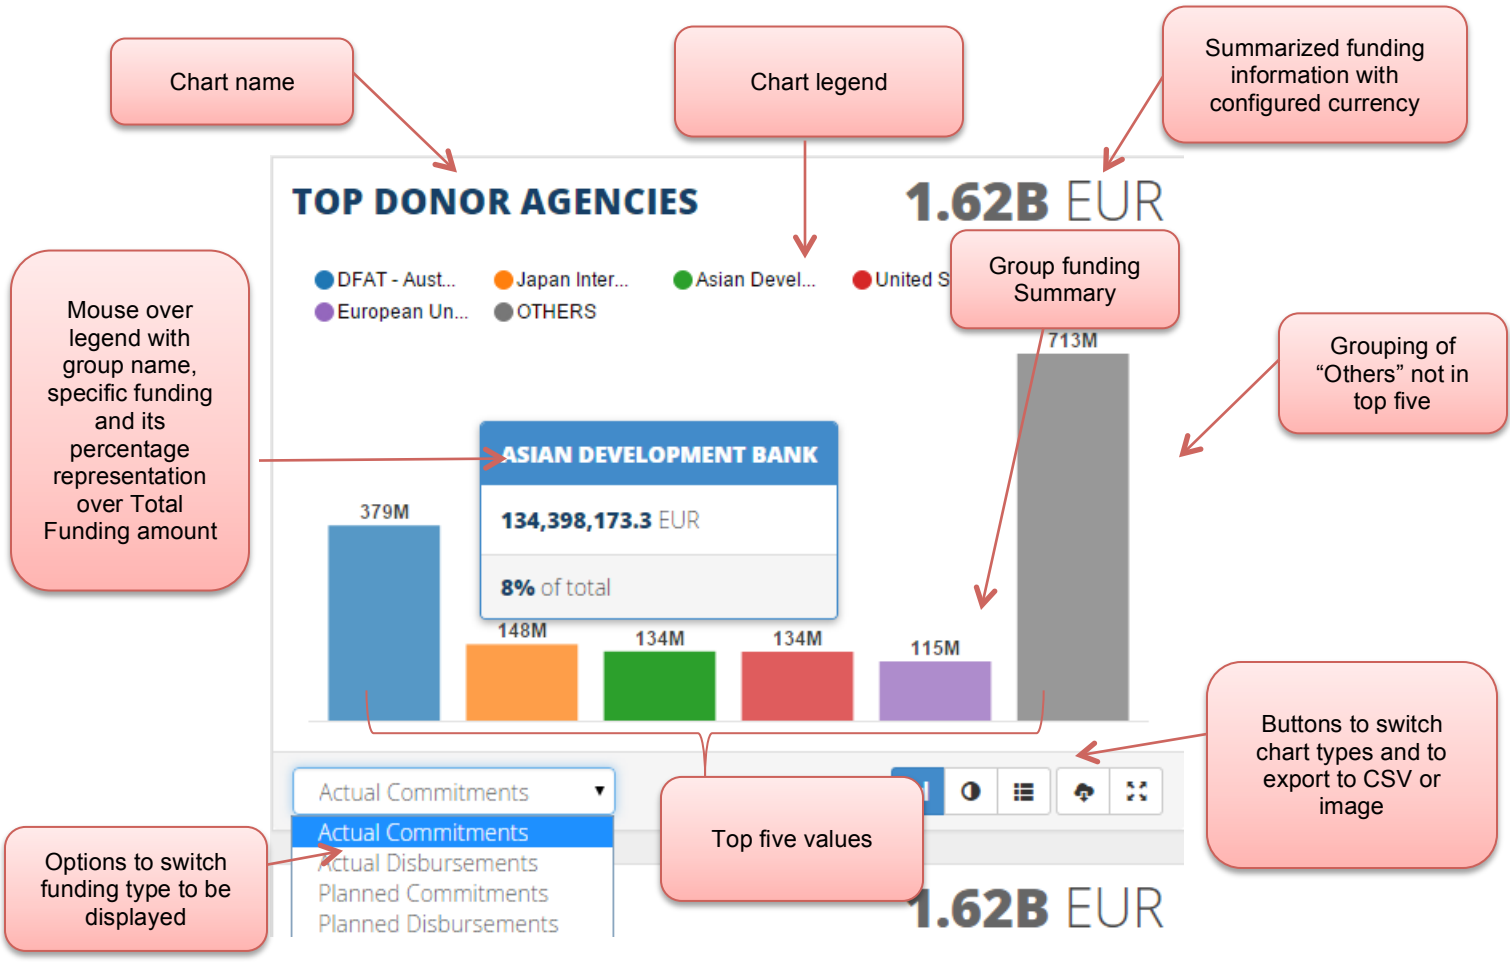 Chart name
Chart legend
Summarized funding
information with
configured currency
TOP DONOR AGENCIES
1.62B EUR
DFAT - Aust...
Japan Inter...
Asian Devel...
United S
European Un...
OTHERS
Group funding
Summary
Mouse over
legend with
group name,
specific funding
and its
percentage
representation
over Total
Funding amount
Grouping of
“Others” not in
top five
713M
ASIAN DEVELOPMENT BANK
134,398,173.3 EUR
8% of total
379M
148M
134M
134M
115M
Buttons to switch
chart types and to
export to CSV or
image
Actual Commitments
Actual Commitments
Actual Disbursements
Planned Commitments
Planned Disbursements
Top five values
Options to switch
funding type to be
displayed
1.62B EUR